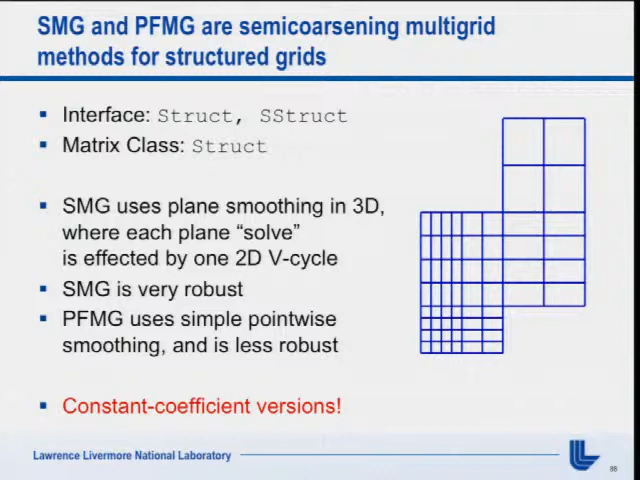 SMG and PFMG are semicoarsening multigrid
methods for structured grids
▪ Interface: Struct, SStruct
▪ Matrix Class: Struct
▪ SMG uses plane smoothing in 3D,
where each plane “solve”
is effected by one 2D V-cycle
▪ SMG is very robust
▪ PFMG uses simple pointwise
smoothing, and is less robust
▪ Constant-coefficient versions!
Lawrence Livermore National Laboratory
88